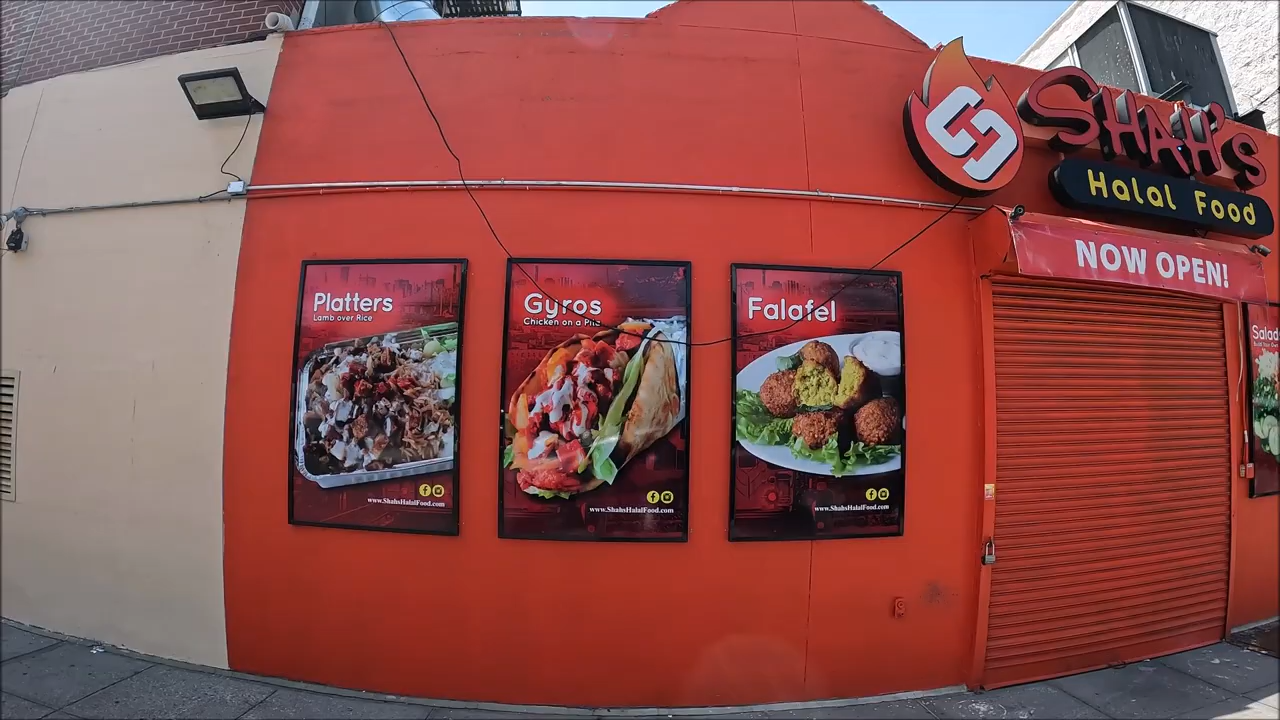 SHAH'S
Halal Food
NOW OPEN!
Platters
Lamb over Rice
www.ShahsHalalFood.com
Gyros
Chicken on a Pita
www.ShahsHalalFood.com
Falafel
www.ShahsHalalFood.com
Salad